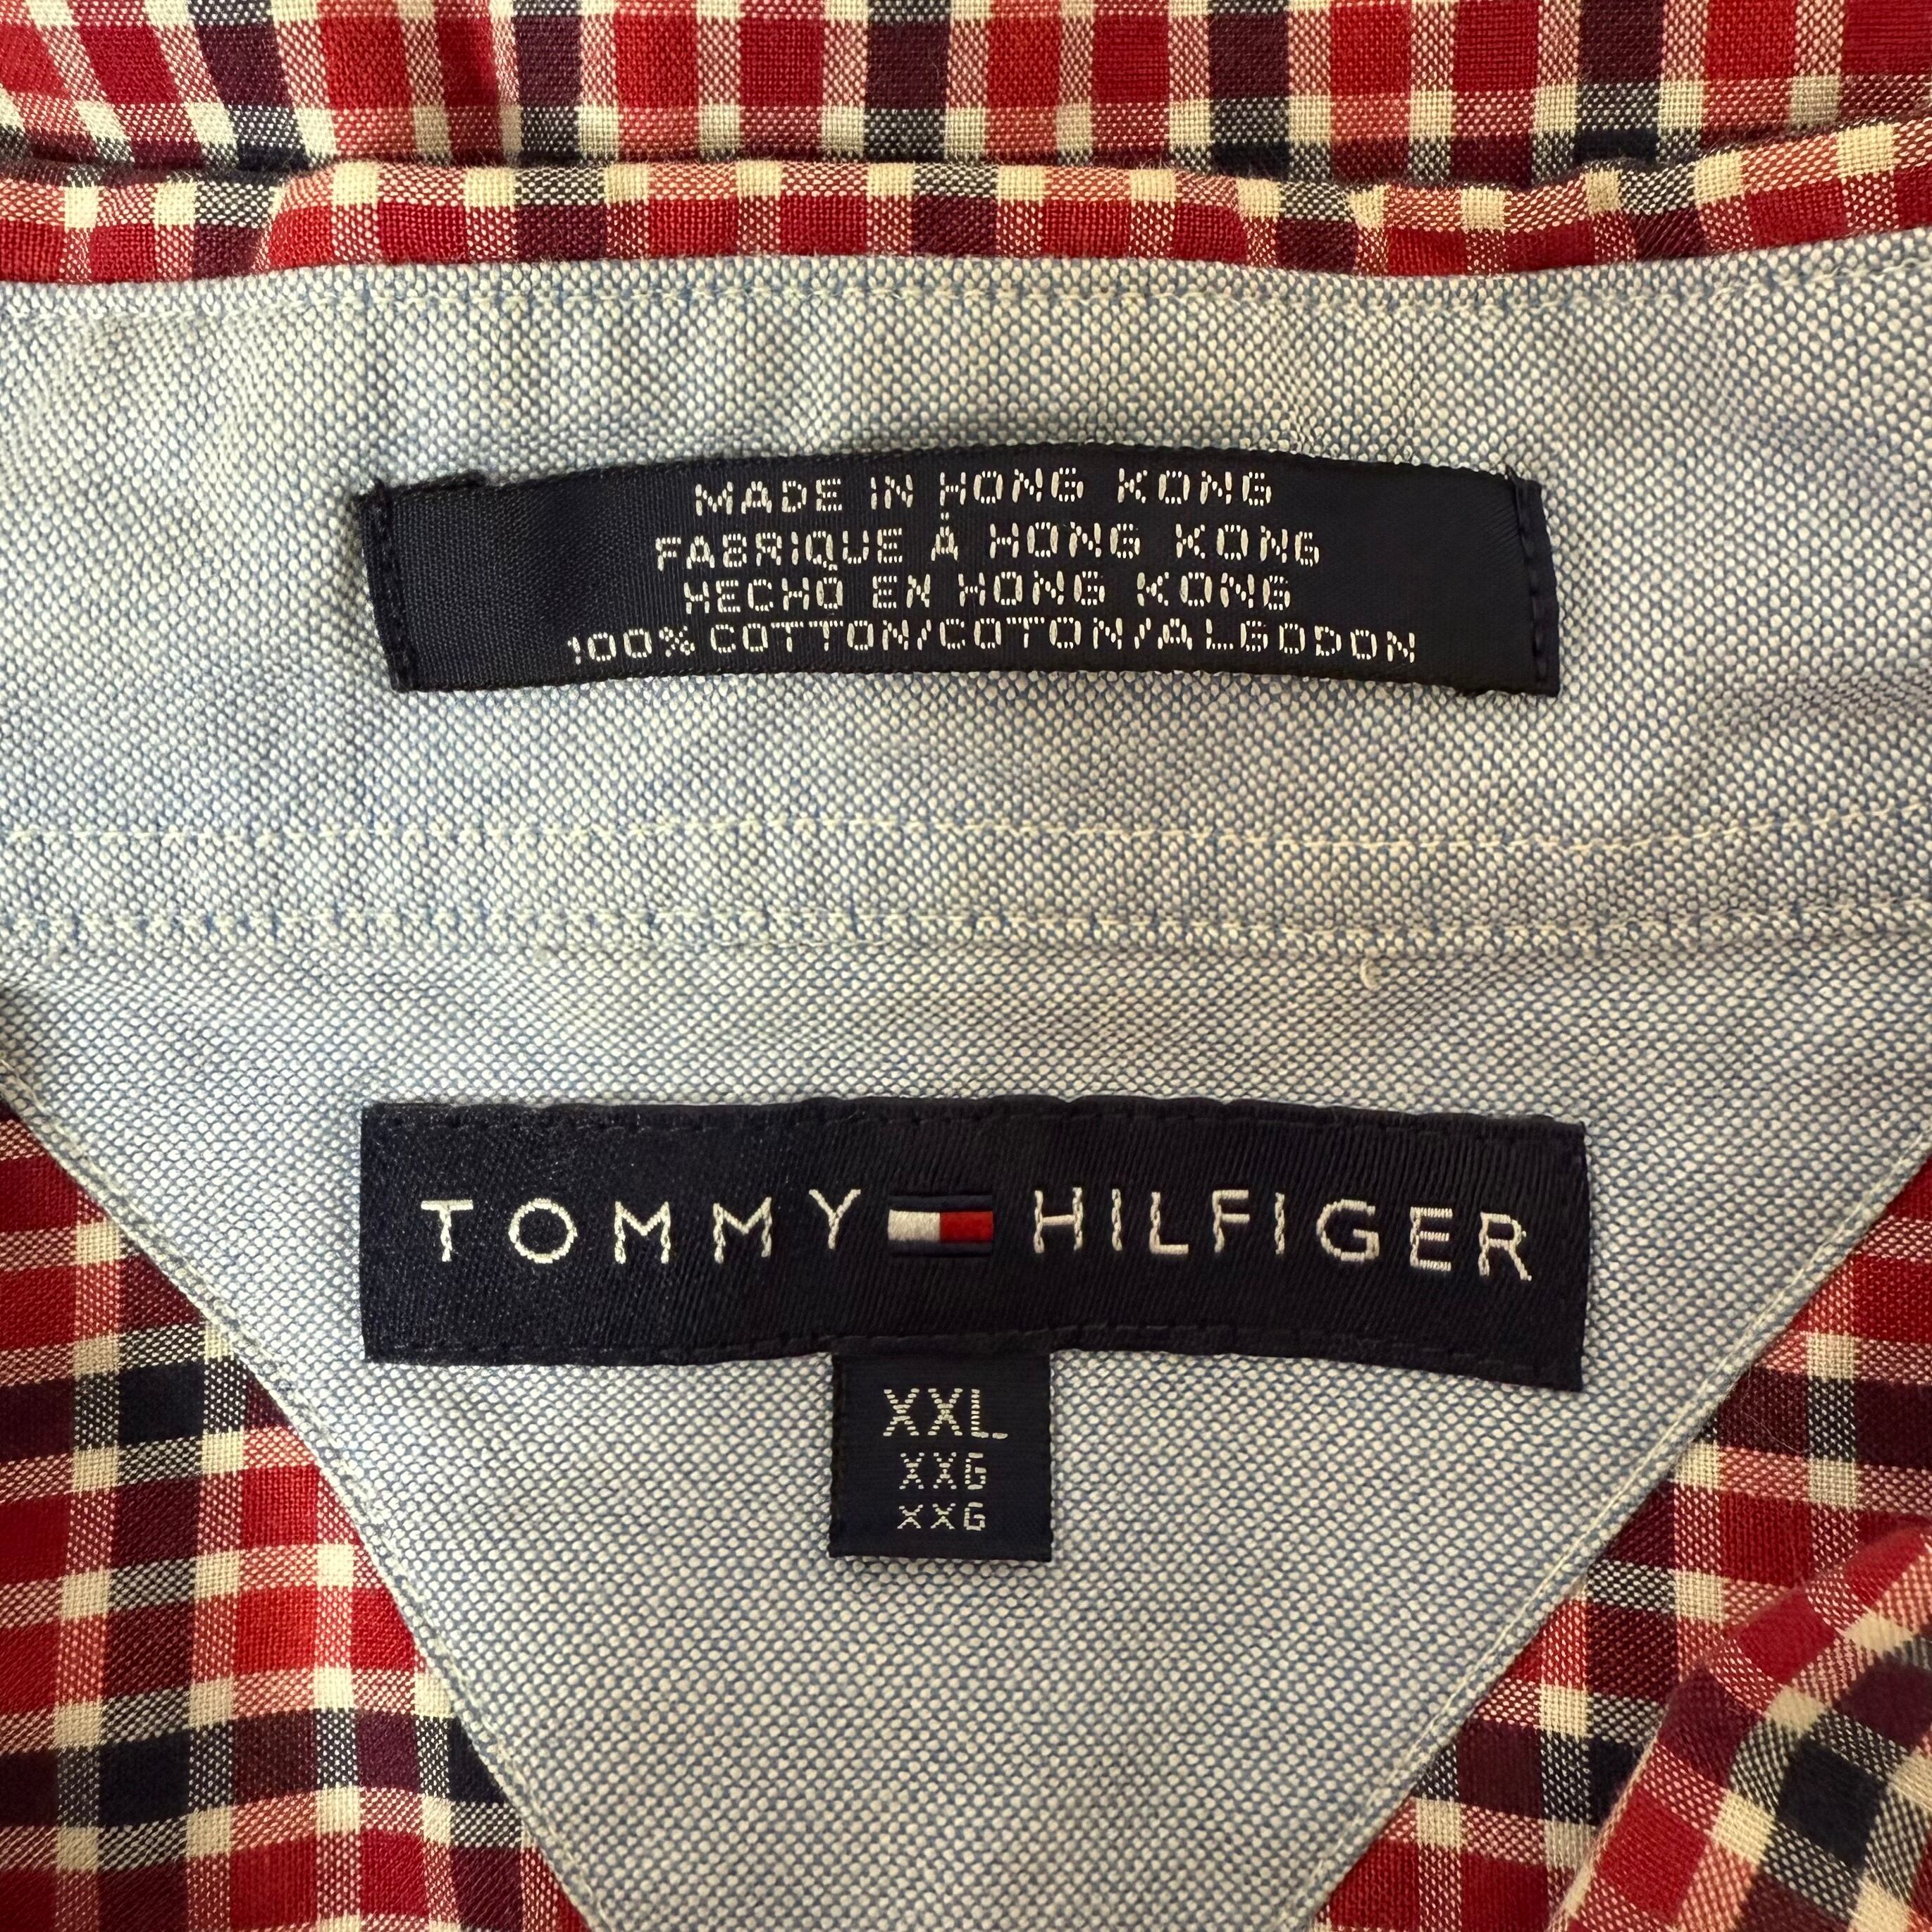 MADE IN HONG KONG
FABRIQUE À HONG KONG
HECHO EN HONG KONG
100% COTTON/COTON/ALGODON
TOMMY HILFIGER
XXL
XXG
XXG